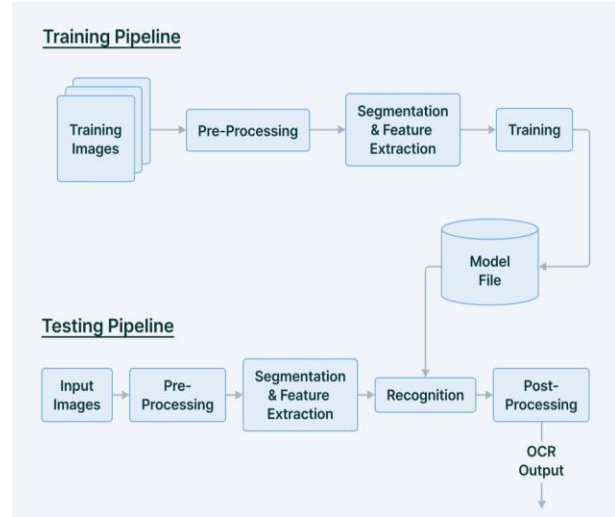 Training Pipeline
Training
Images
Pre-Processing
Segmentation
& Feature
Extraction
Training
Model
File
Testing Pipeline
Input
Images
Pre-
Processing
Segmentation
& Feature
Extraction
Recognition
Post-
Processing
OCR
Output